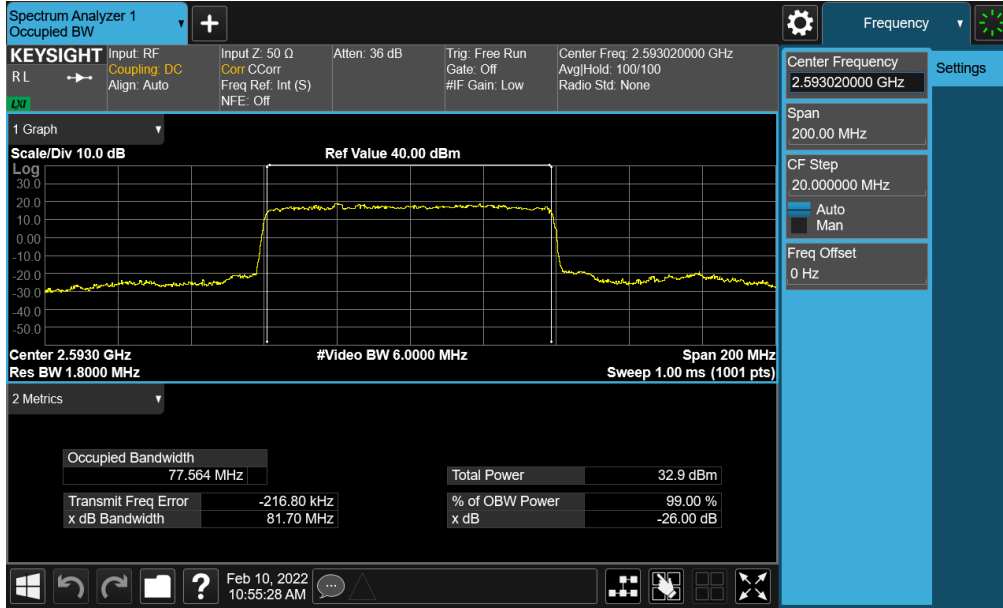 Spectrum Analyzer 1
Occupied BW
Frequency
KEYSIGHT
R L
LXI
Input: RF
Coupling: DC
Align: Auto
Input Z: 50 Ω
Corr CCorr
Freq Ref: Int (S)
NFE: Off
Atten: 36 dB
Trig: Free Run
Gate: Off
#IF Gain: Low
Center Freq: 2.593020000 GHz
Avg|Hold: 100/100
Radio Std: None
Center Frequency
2.593020000 GHz
Settings
Span
200.00 MHz
CF Step
20.000000 MHz
Auto
Man
Freq Offset
0 Hz
1 Graph
Scale/Div 10.0 dB
Ref Value 40.00 dBm
Log
30.0
20.0
10.0
0.00
-10.0
-20.0
-30.0
-40.0
-50.0
Center 2.5930 GHz
#Video BW 6.0000 MHz
Span 200 MHz
Res BW 1.8000 MHz
Sweep 1.00 ms (1001 pts)
2 Metrics
Occupied Bandwidth
77.564 MHz
Total Power 32.9 dBm
Transmit Freq Error -216.80 kHz
% of OBW Power 99.00 %
x dB Bandwidth 81.70 MHz
x dB -26.00 dB
Feb 10, 2022
10:55:28 AM